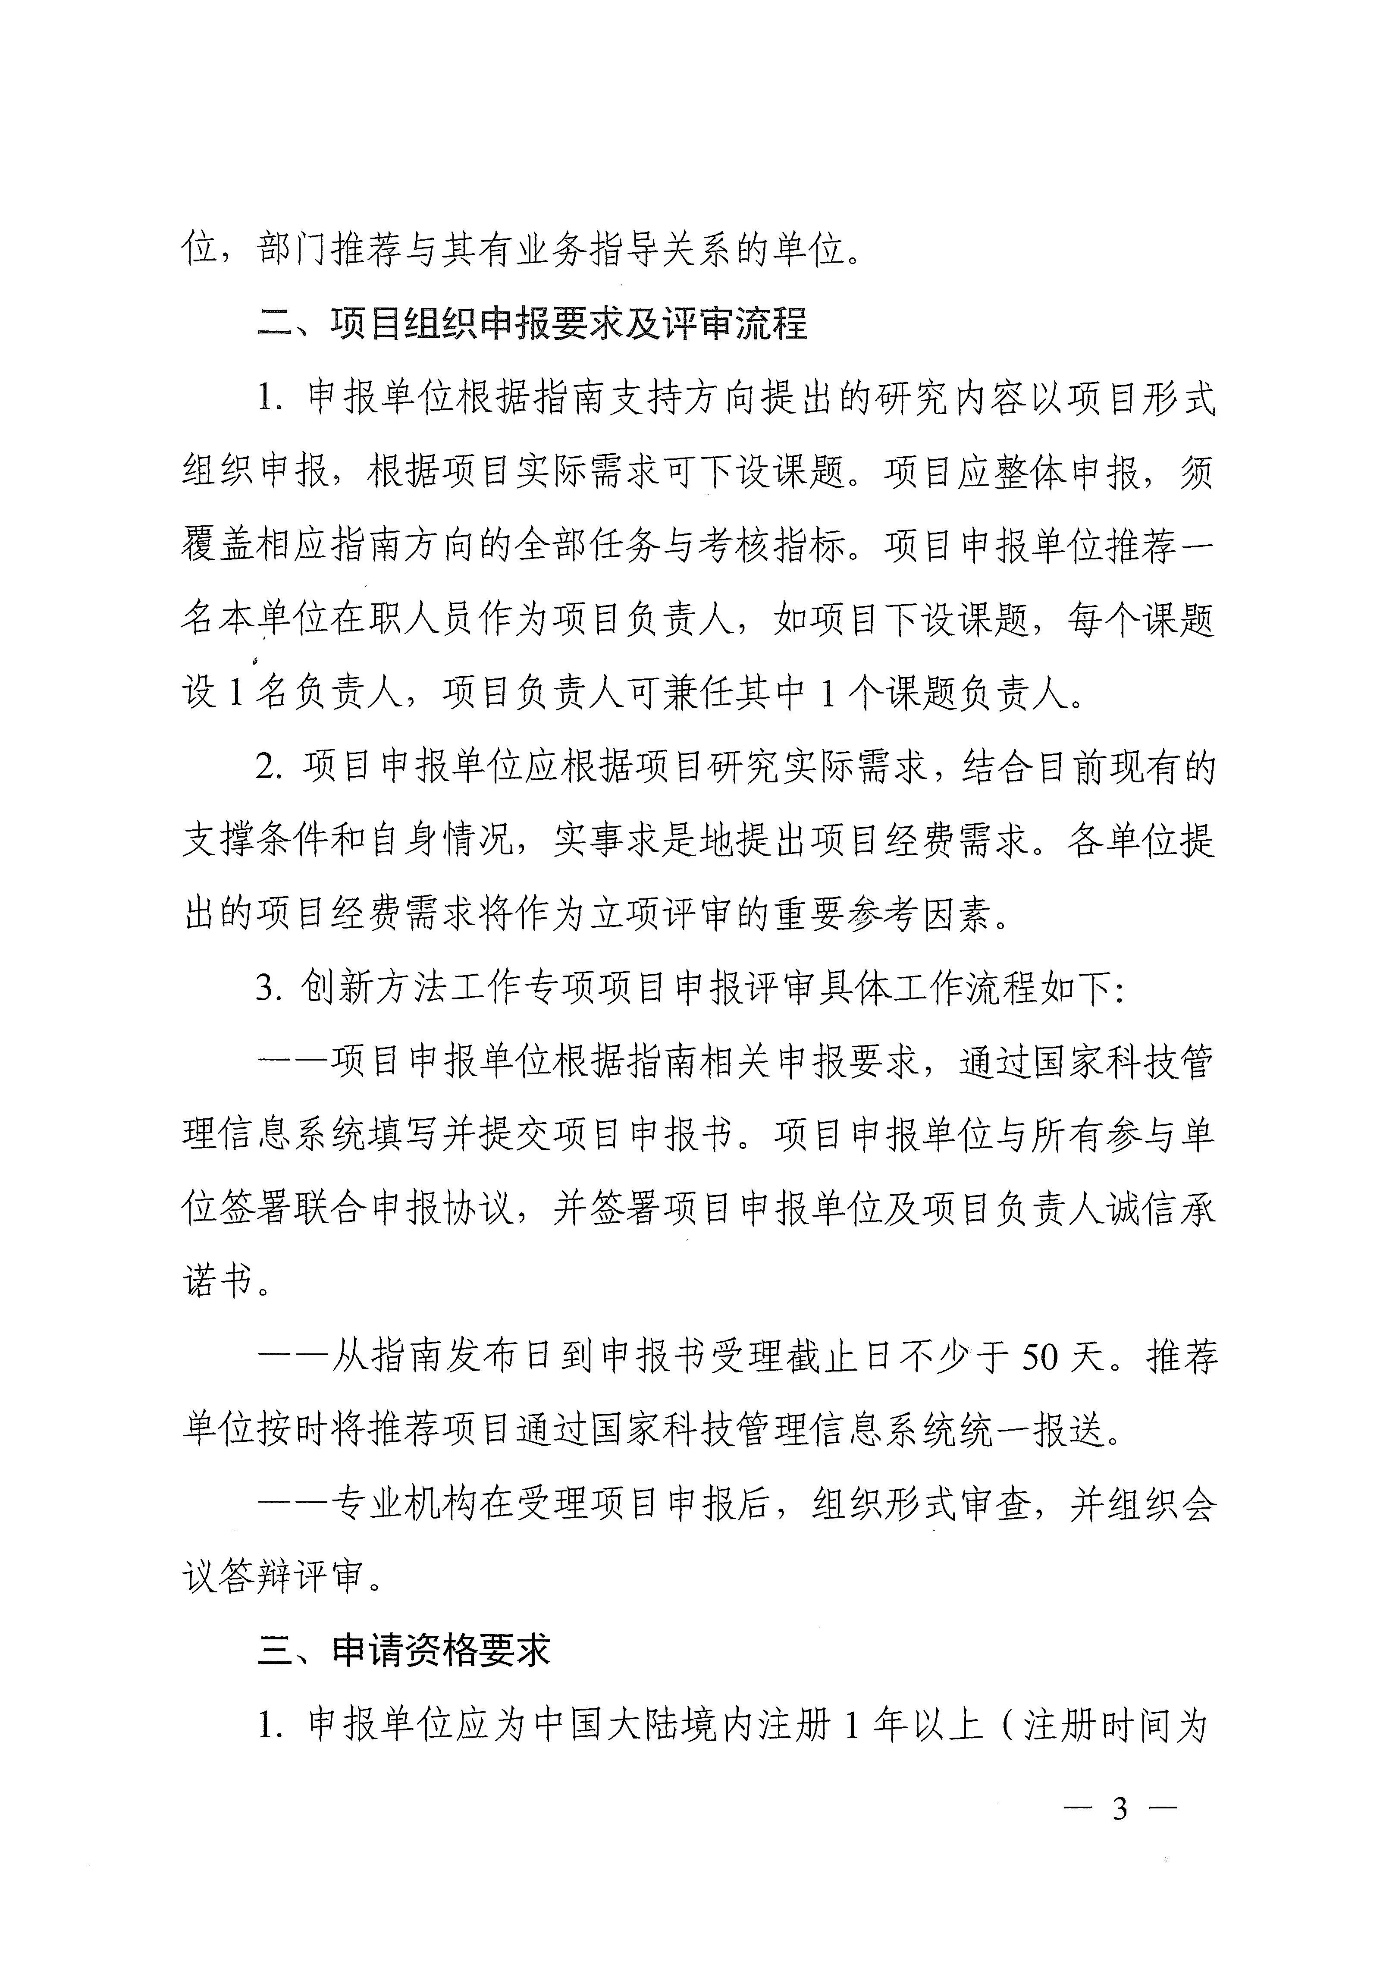 位，部门推荐与其有业务指导关系的单位。
二、项目组织申报要求及评审流程
1. 申报单位根据指南支持方向提出的研究内容以项目形式
组织申报，根据项目实际需求可下设课题。项目应整体申报，须
覆盖相应指南方向的全部任务与考核指标。项目申报单位推荐一
名本单位在职人员作为项目负责人，如项目下设课题，每个课题
设 1 名负责人，项目负责人可兼任其中 1 个课题负责人。
2. 项目申报单位应根据项目研究实际需求，结合目前现有的
支撑条件和自身情况，实事求是地提出项目经费需求。各单位提
出的项目经费需求将作为立项评审的重要参考因素。
3. 创新方法工作专项项目申报评审具体工作流程如下：
——项目申报单位根据指南相关申报要求，通过国家科技管
理信息系统填写并提交项目申报书。项目申报单位与所有参与单
位签署联合申报协议，并签署项目申报单位及项目负责人诚信承
诺书。
——从指南发布日到申报书受理截止日不少于 50 天。推荐
单位按时将推荐项目通过国家科技管理信息系统统一报送。
——专业机构在受理项目申报后，组织形式审查，并组织会
议答辩评审。
三、申请资格要求
1. 申报单位应为中国大陆境内注册 1 年以上（注册时间为
— 3 —